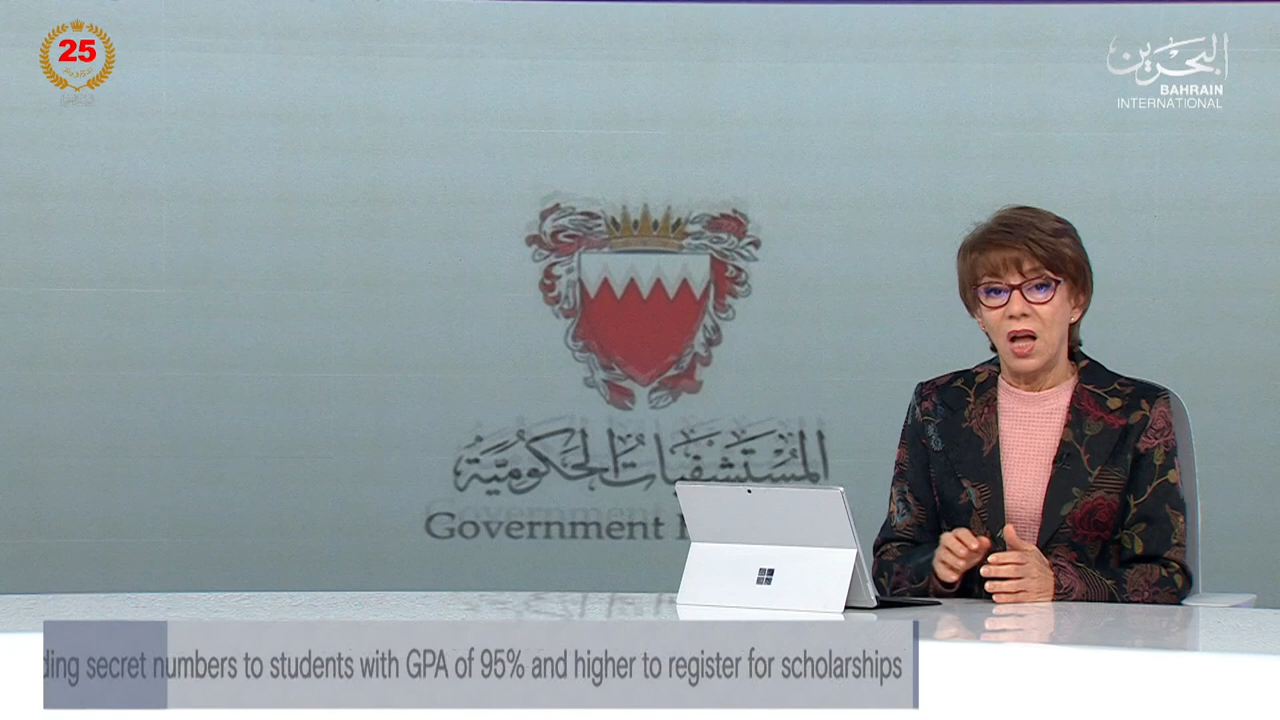 25
البحرين
BAHRAIN
INTERNATIONAL
المستشفيات الحكومية
Government
secret numbers to students with GPA of 95% and higher to register for scholarships